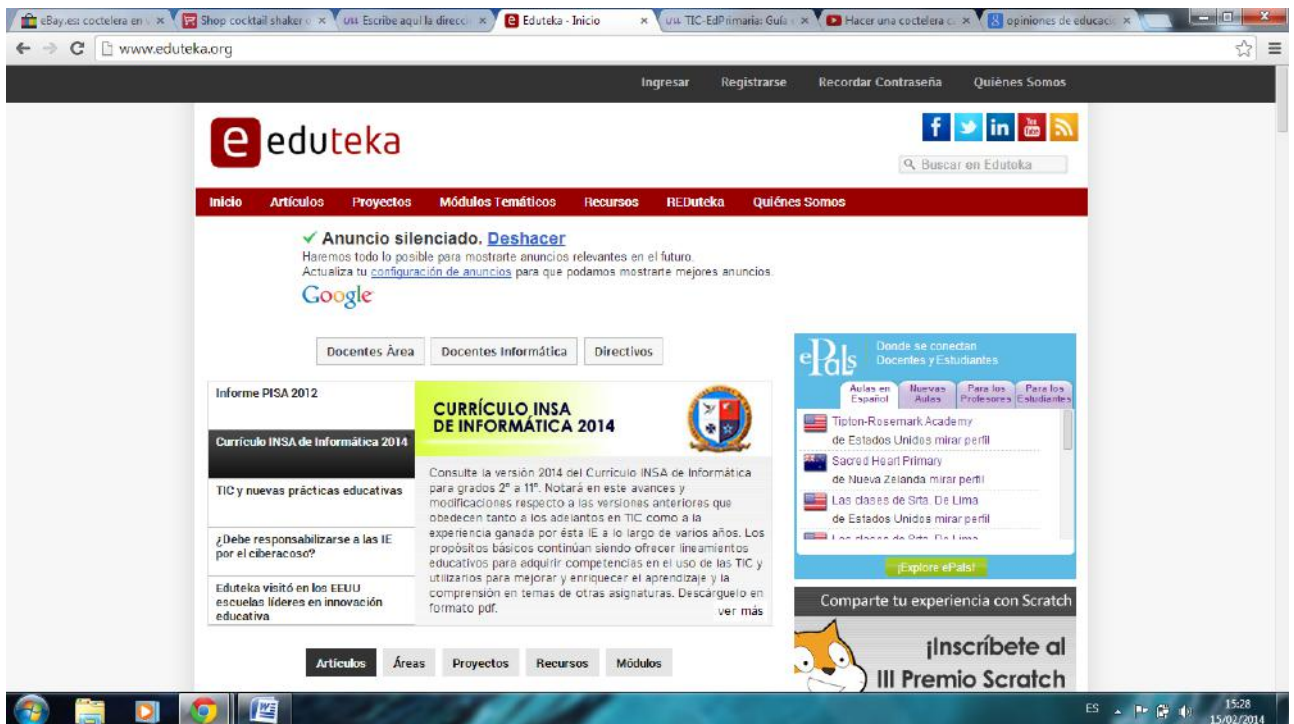 eBay.es: coctelera en v
Shop cocktail shaker o
Escribe aquí la direcci
Eduteka - Inicio
TIC-EdPrimaria: Guía
Hacer una coctelera c
opiniones de educaci
www.eduteka.org
Ingresar Registrarse Recordar Contraseña Quiénes Somos
e eduteka
Buscar en Eduteka
Inicio Artículos Proyectos Módulos Temáticos Recursos REDuteka Quiénes Somos
Anuncio silenciado. Deshacer
Haremos todo lo posible para mostrarte anuncios relevantes en el futuro.
Actualiza tu configuración de anuncios para que podamos mostrarte mejores anuncios.
Google
Docentes Área Docentes Informática Directivos
Informe PISA 2012
Currículo INSA de Informática 2014
TIC y nuevas prácticas educativas
¿Debe responsabilizarse a las IE
por el ciberacoso?
Eduteka visitó en los EEUU
escuelas líderes en innovación
educativa
CURRÍCULO INSA
DE INFORMÁTICA 2014
Consulte la versión 2014 del Currículo INSA de Informática
para grados 2° a 11°. Notará en este avances y
modificaciones respecto a las versiones anteriores que
obedecen tanto a los adelantos en TIC como a la
experiencia ganada por ésta IE a lo largo de varios años. Los
propósitos básicos continúan siendo ofrecer lineamientos
educativos para adquirir competencias en el uso de las TIC y
utilizarlos para mejorar y enriquecer el aprendizaje y la
comprensión en temas de otras asignaturas. Descárguelo en
formato pdf.
ver más
ePals
Donde se conectan
Docentes y Estudiantes
Aulas en
Español
Nuevas
Aulas
Para los
Profesores
Para los
Estudiantes
Tipton-Rosemark Academy
de Estados Unidos mirar perfil
Sacred Heart Primary
de Nueva Zelanda mirar perfil
Las clases de Srta. De Lima
de Estados Unidos mirar perfil
Las clases de Srta. De Lima
¡Explore ePals!
Comparte tu experiencia con Scratch
¡Inscríbete al
III Premio Scratch
Artículos Áreas Proyectos Recursos Módulos
ES
15:28
15/02/2014